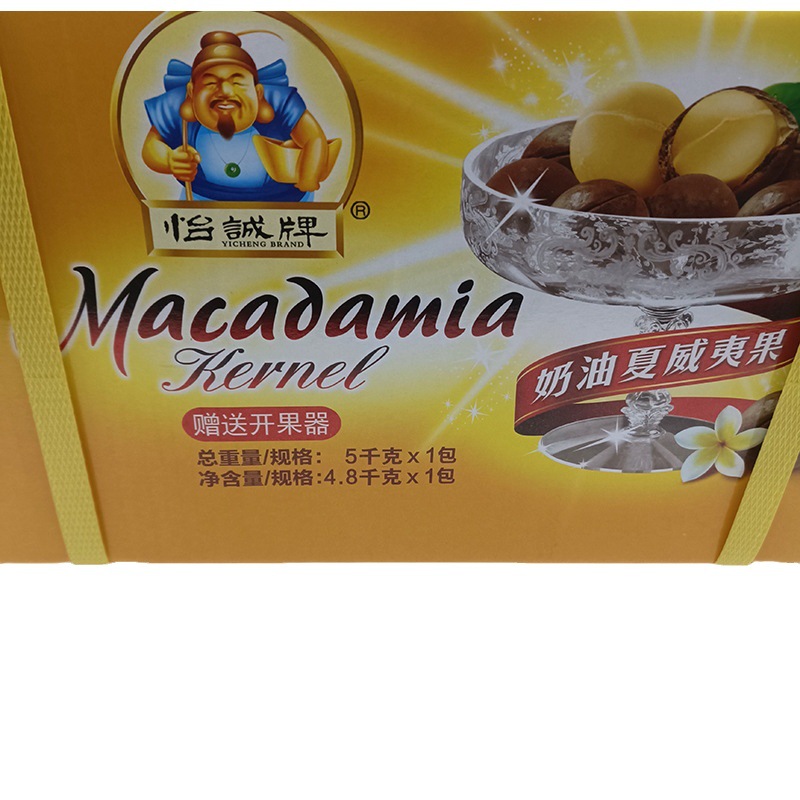 怡誠牌
®
YICHENG BRAND
Macadamia
Kernel
奶油夏威夷果
赠送开果器
总重量/规格： 5千克x1包
净含量/规格:4.8千克x1包